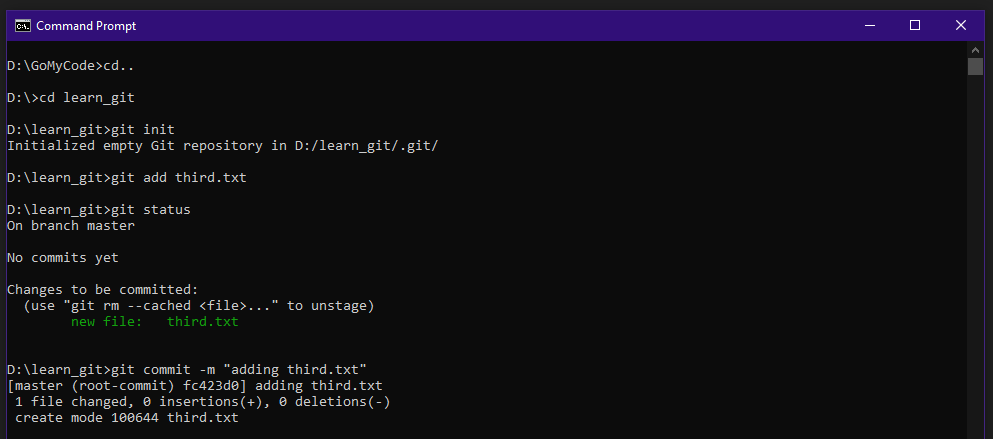 Command Prompt
D:\GoMyCode>cd..
D:\>cd learn_git
D:\learn_git>git init
Initialized empty Git repository in D:/learn_git/.git/
D:\learn_git>git add third.txt
D:\learn_git>git status
On branch master
No commits yet
Changes to be committed:
  (use "git rm --cached <file>..." to unstage)
        new file:   third.txt
D:\learn_git>git commit -m "adding third.txt"
[master (root-commit) fc423d0] adding third.txt
 1 file changed, 0 insertions(+), 0 deletions(-)
 create mode 100644 third.txt